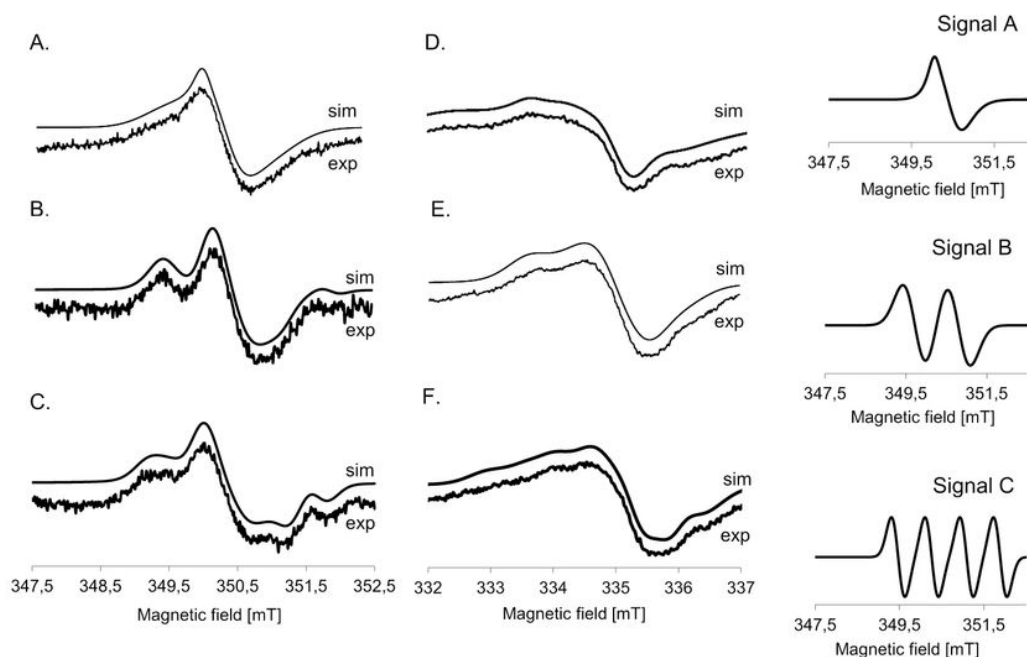 A.
sim
exp
B.
sim
exp
C.
sim
exp
347,5 348,5 349,5 350,5 351,5 352,5
Magnetic field [mT]
D.
sim
exp
E.
sim
exp
F.
sim
exp
332 333 334 335 336 337
Magnetic field [mT]
Signal A
347,5 349,5 351,5
Magnetic field [mT]
Signal B
347,5 349,5 351,5
Magnetic field [mT]
Signal C
347,5 349,5 351,5
Magnetic field [mT]